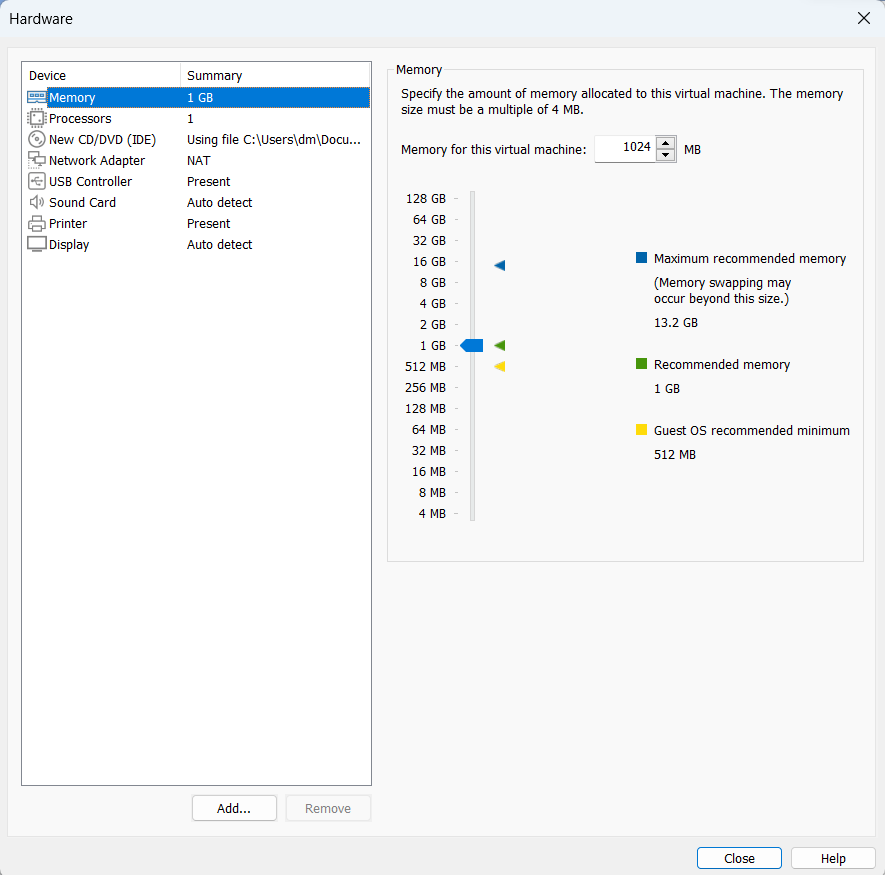 Hardware
Device Summary
Memory 1 GB
Processors 1
New CD/DVD (IDE) Using file C:\Users\dm\Docu...
Network Adapter NAT
USB Controller Present
Sound Card Auto detect
Printer Present
Display Auto detect
Add... Remove
Memory
Specify the amount of memory allocated to this virtual machine. The memory
size must be a multiple of 4 MB.
Memory for this virtual machine: 1024 MB
128 GB
64 GB
32 GB
16 GB
8 GB
4 GB
2 GB
1 GB
512 MB
256 MB
128 MB
64 MB
32 MB
16 MB
8 MB
4 MB
Maximum recommended memory
(Memory swapping may
occur beyond this size.)
13.2 GB
Recommended memory
1 GB
Guest OS recommended minimum
512 MB
Close Help